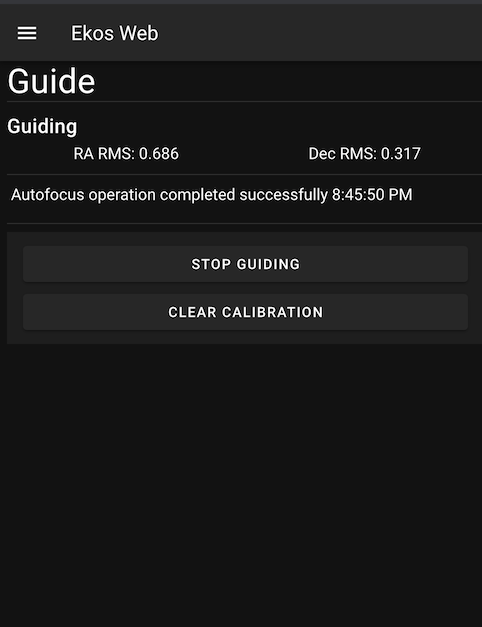 Ekos Web
Guide
Guiding
RA RMS: 0.686 Dec RMS: 0.317
Autofocus operation completed successfully 8:45:50 PM
STOP GUIDING
CLEAR CALIBRATION